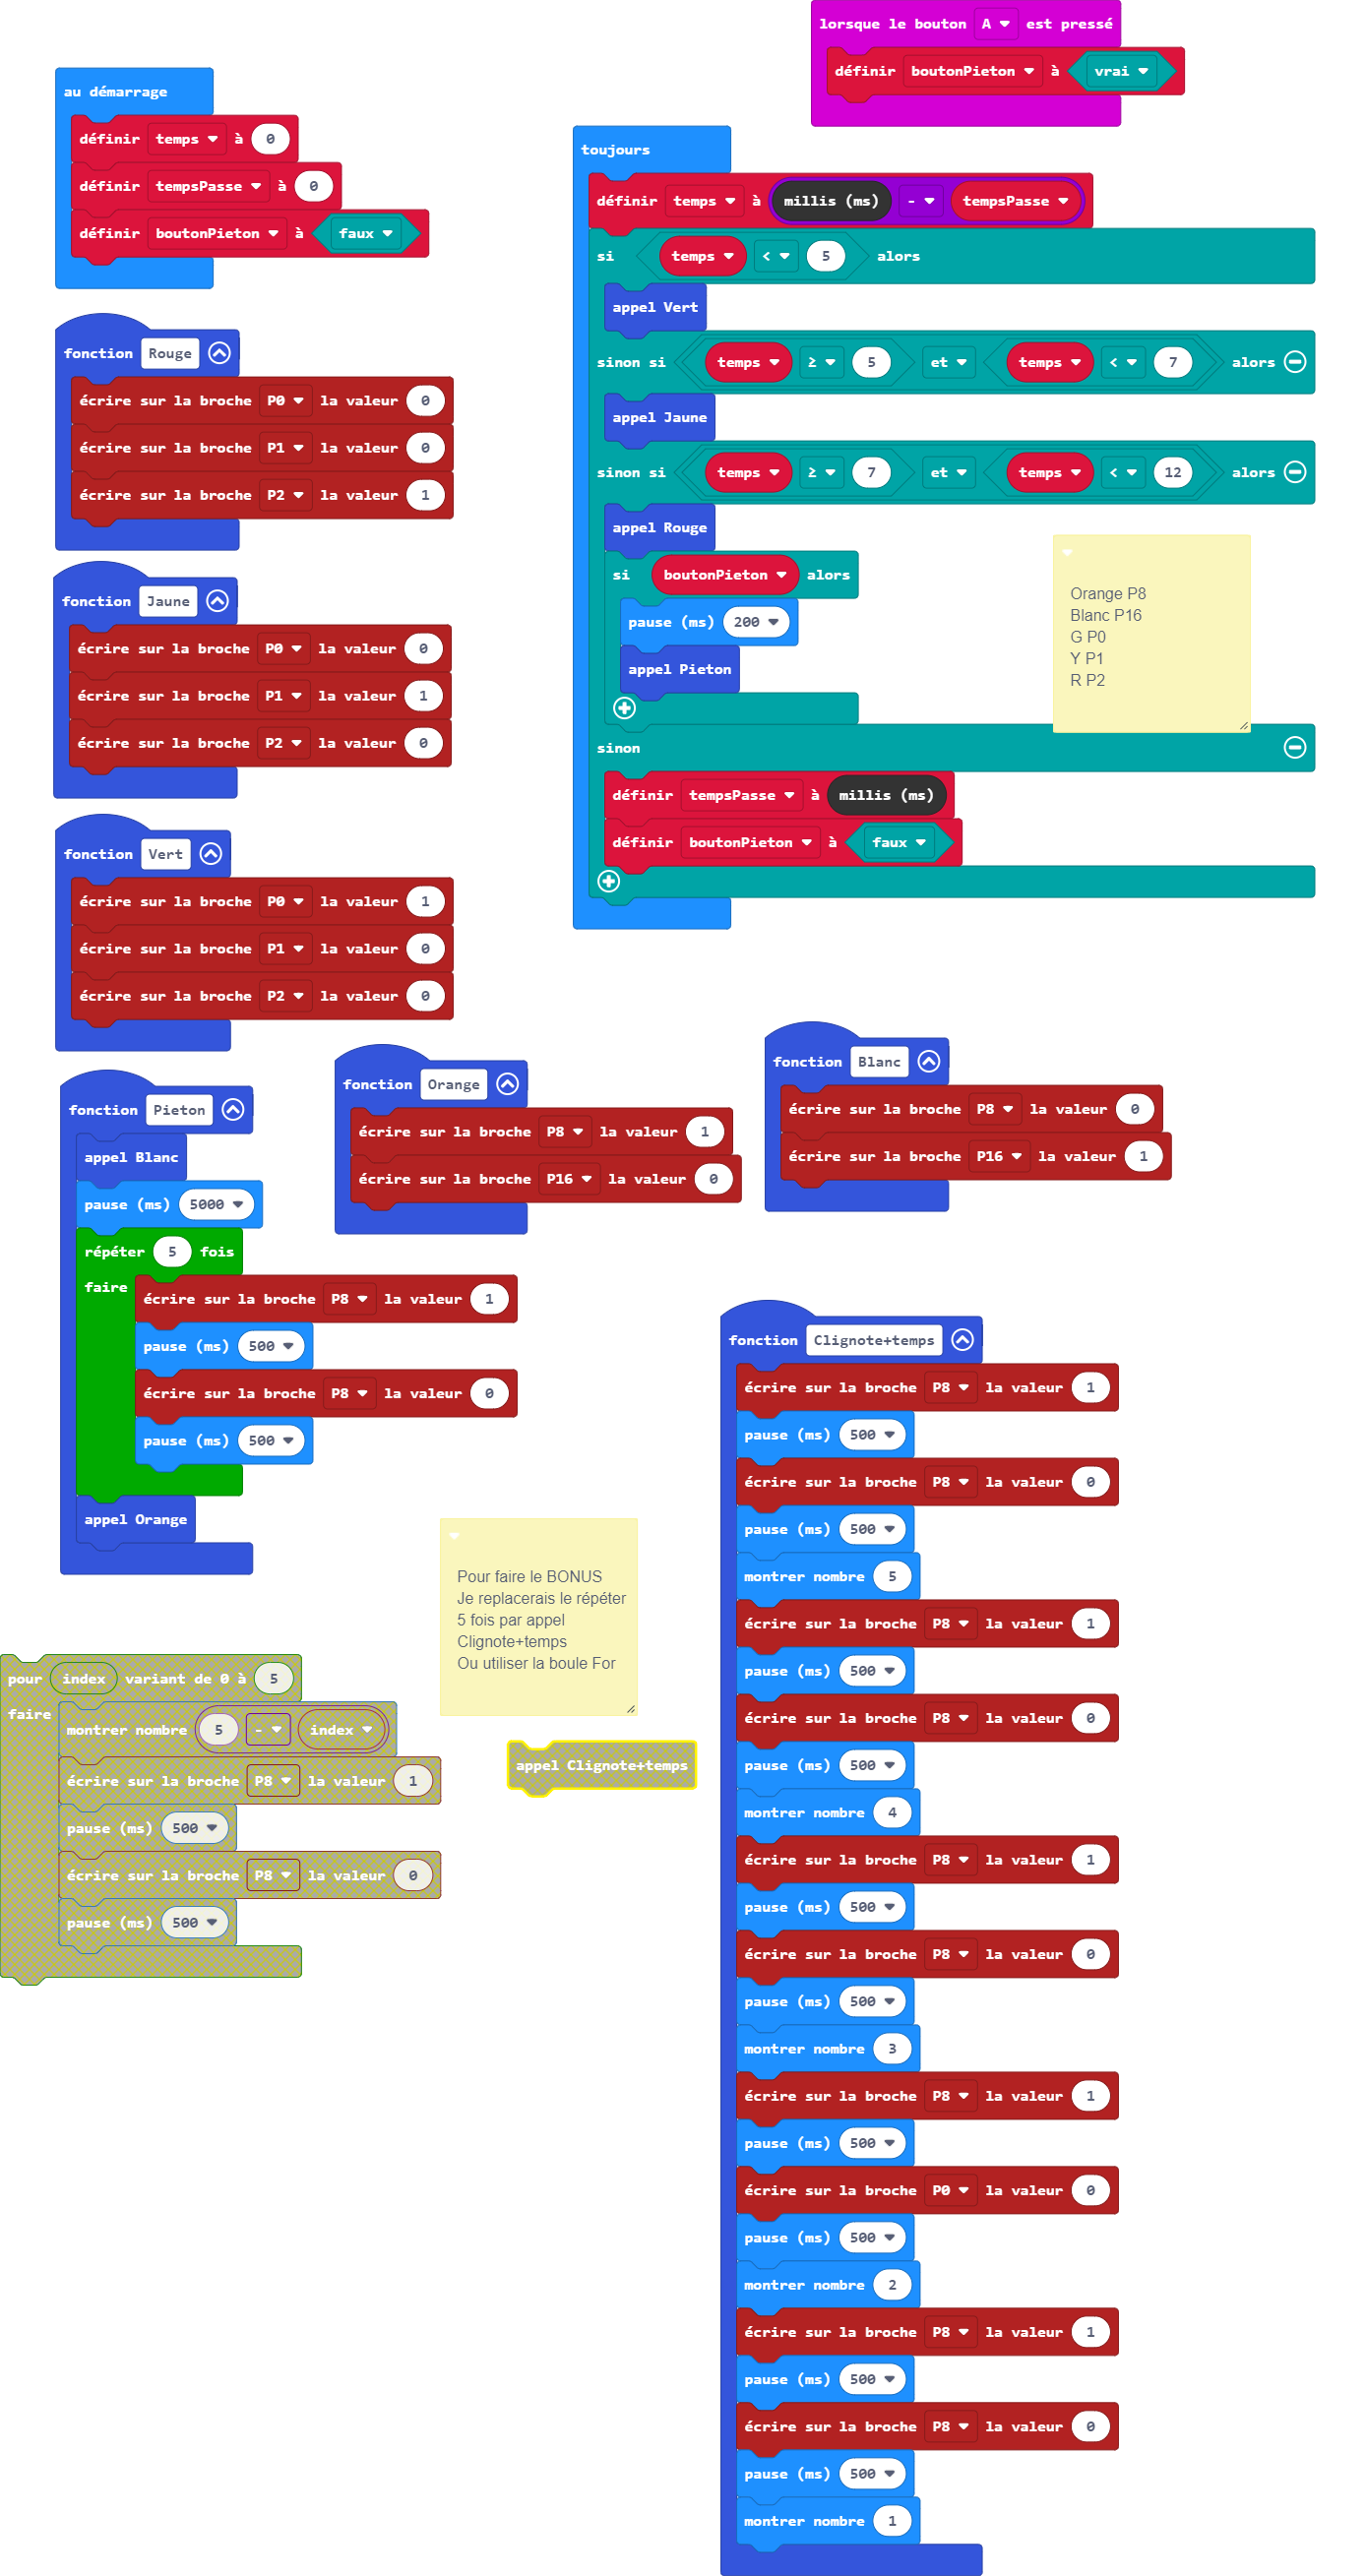 lorsque le bouton A est pressé
définir boutonPieton à vrai
au démarrage
définir temps à 0
définir tempsPasse à 0
définir boutonPieton à faux
toujours
définir temps à millis (ms) - tempsPasse
si temps < 5 alors
appel Vert
sinon si temps ≥ 5 et temps < 7 alors
appel Jaune
sinon si temps ≥ 7 et temps < 12 alors
appel Rouge
si boutonPieton alors
pause (ms) 200
appel Pieton
sinon
définir tempsPasse à millis (ms)
définir boutonPieton à faux
Orange P8
Blanc P16
G P0
Y P1
R P2
fonction Rouge
écrire sur la broche P0 la valeur 0
écrire sur la broche P1 la valeur 0
écrire sur la broche P2 la valeur 1
fonction Jaune
écrire sur la broche P0 la valeur 0
écrire sur la broche P1 la valeur 1
écrire sur la broche P2 la valeur 0
fonction Vert
écrire sur la broche P0 la valeur 1
écrire sur la broche P1 la valeur 0
écrire sur la broche P2 la valeur 0
fonction Pieton
appel Blanc
pause (ms) 5000
répéter 5 fois
faire écrire sur la broche P8 la valeur 1
pause (ms) 500
écrire sur la broche P8 la valeur 0
pause (ms) 500
appel Orange
fonction Orange
écrire sur la broche P8 la valeur 1
écrire sur la broche P16 la valeur 0
fonction Blanc
écrire sur la broche P8 la valeur 0
écrire sur la broche P16 la valeur 1
Pour faire le BONUS
Je replacerais le répéter
5 fois par appel
Clignote+temps
Ou utiliser la boule For
pour index variant de 0 à 5
faire montrer nombre 5 - index
écrire sur la broche P8 la valeur 1
pause (ms) 500
écrire sur la broche P8 la valeur 0
pause (ms) 500
appel Clignote+temps
fonction Clignote+temps
écrire sur la broche P8 la valeur 1
pause (ms) 500
écrire sur la broche P8 la valeur 0
pause (ms) 500
montrer nombre 5
écrire sur la broche P8 la valeur 1
pause (ms) 500
écrire sur la broche P8 la valeur 0
pause (ms) 500
montrer nombre 4
écrire sur la broche P8 la valeur 1
pause (ms) 500
écrire sur la broche P8 la valeur 0
pause (ms) 500
montrer nombre 3
écrire sur la broche P8 la valeur 1
pause (ms) 500
écrire sur la broche P0 la valeur 0
pause (ms) 500
montrer nombre 2
écrire sur la broche P8 la valeur 1
pause (ms) 500
écrire sur la broche P8 la valeur 0
pause (ms) 500
montrer nombre 1